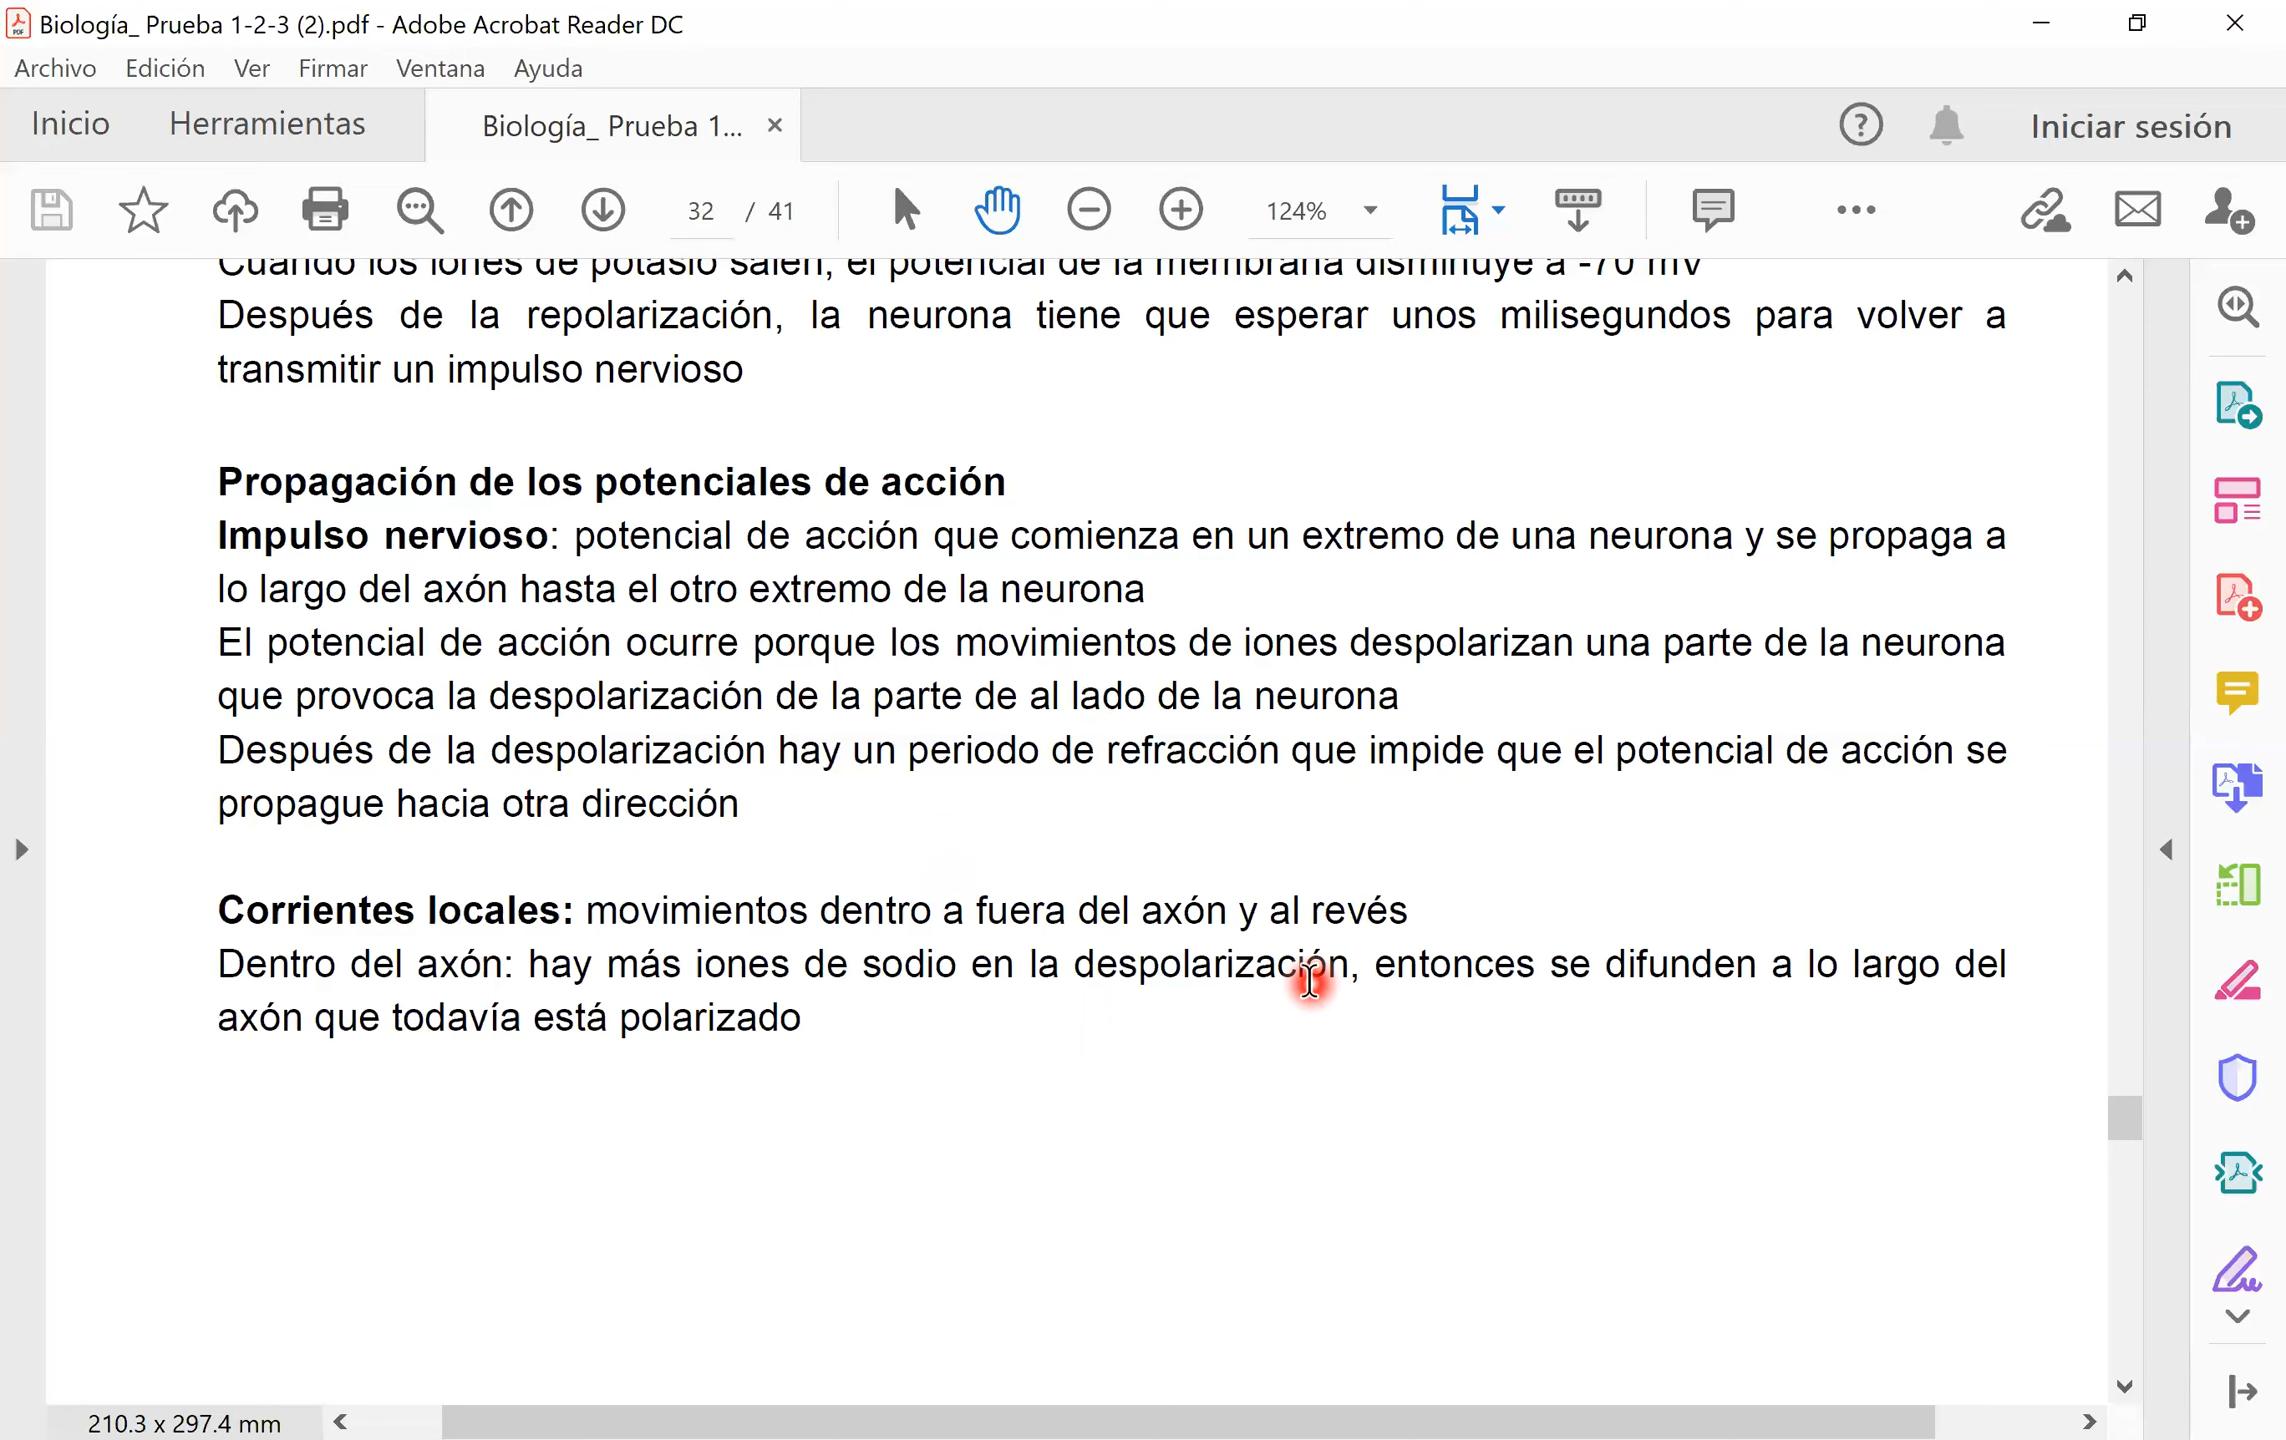 Biología_ Prueba 1-2-3 (2).pdf - Adobe Acrobat Reader DC
Archivo Edición Ver Firmar Ventana Ayuda
Inicio Herramientas Biología_ Prueba 1... Iniciar sesión
32 / 41 124%
Cuando los iones de potasio salen, el potencial de la membrana disminuye a -70 mV
Después de la repolarización, la neurona tiene que esperar unos milisegundos para volver a
transmitir un impulso nervioso
Propagación de los potenciales de acción
Impulso nervioso: potencial de acción que comienza en un extremo de una neurona y se propaga a
lo largo del axón hasta el otro extremo de la neurona
El potencial de acción ocurre porque los movimientos de iones despolarizan una parte de la neurona
que provoca la despolarización de la parte de al lado de la neurona
Después de la despolarización hay un periodo de refracción que impide que el potencial de acción se
propague hacia otra dirección
Corrientes locales: movimientos dentro a fuera del axón y al revés
Dentro del axón: hay más iones de sodio en la despolarización, entonces se difunden a lo largo del
axón que todavía está polarizado
210.3 x 297.4 mm